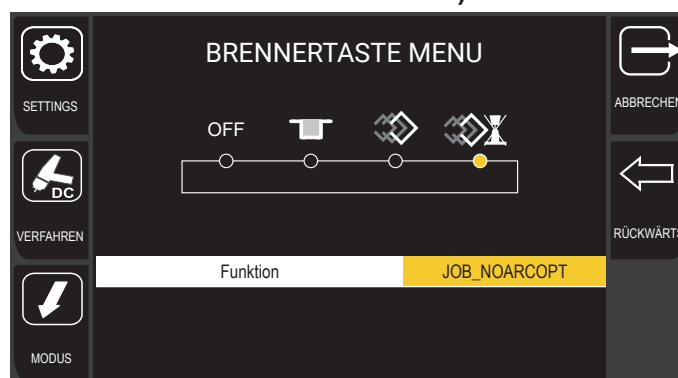 BRENNERTASTE MENU
SETTINGS
ABBRECHEN
OFF
DC
VERFAHREN
RÜCKWÄRTS
Funktion
JOB_NOARCOPT
MODUS